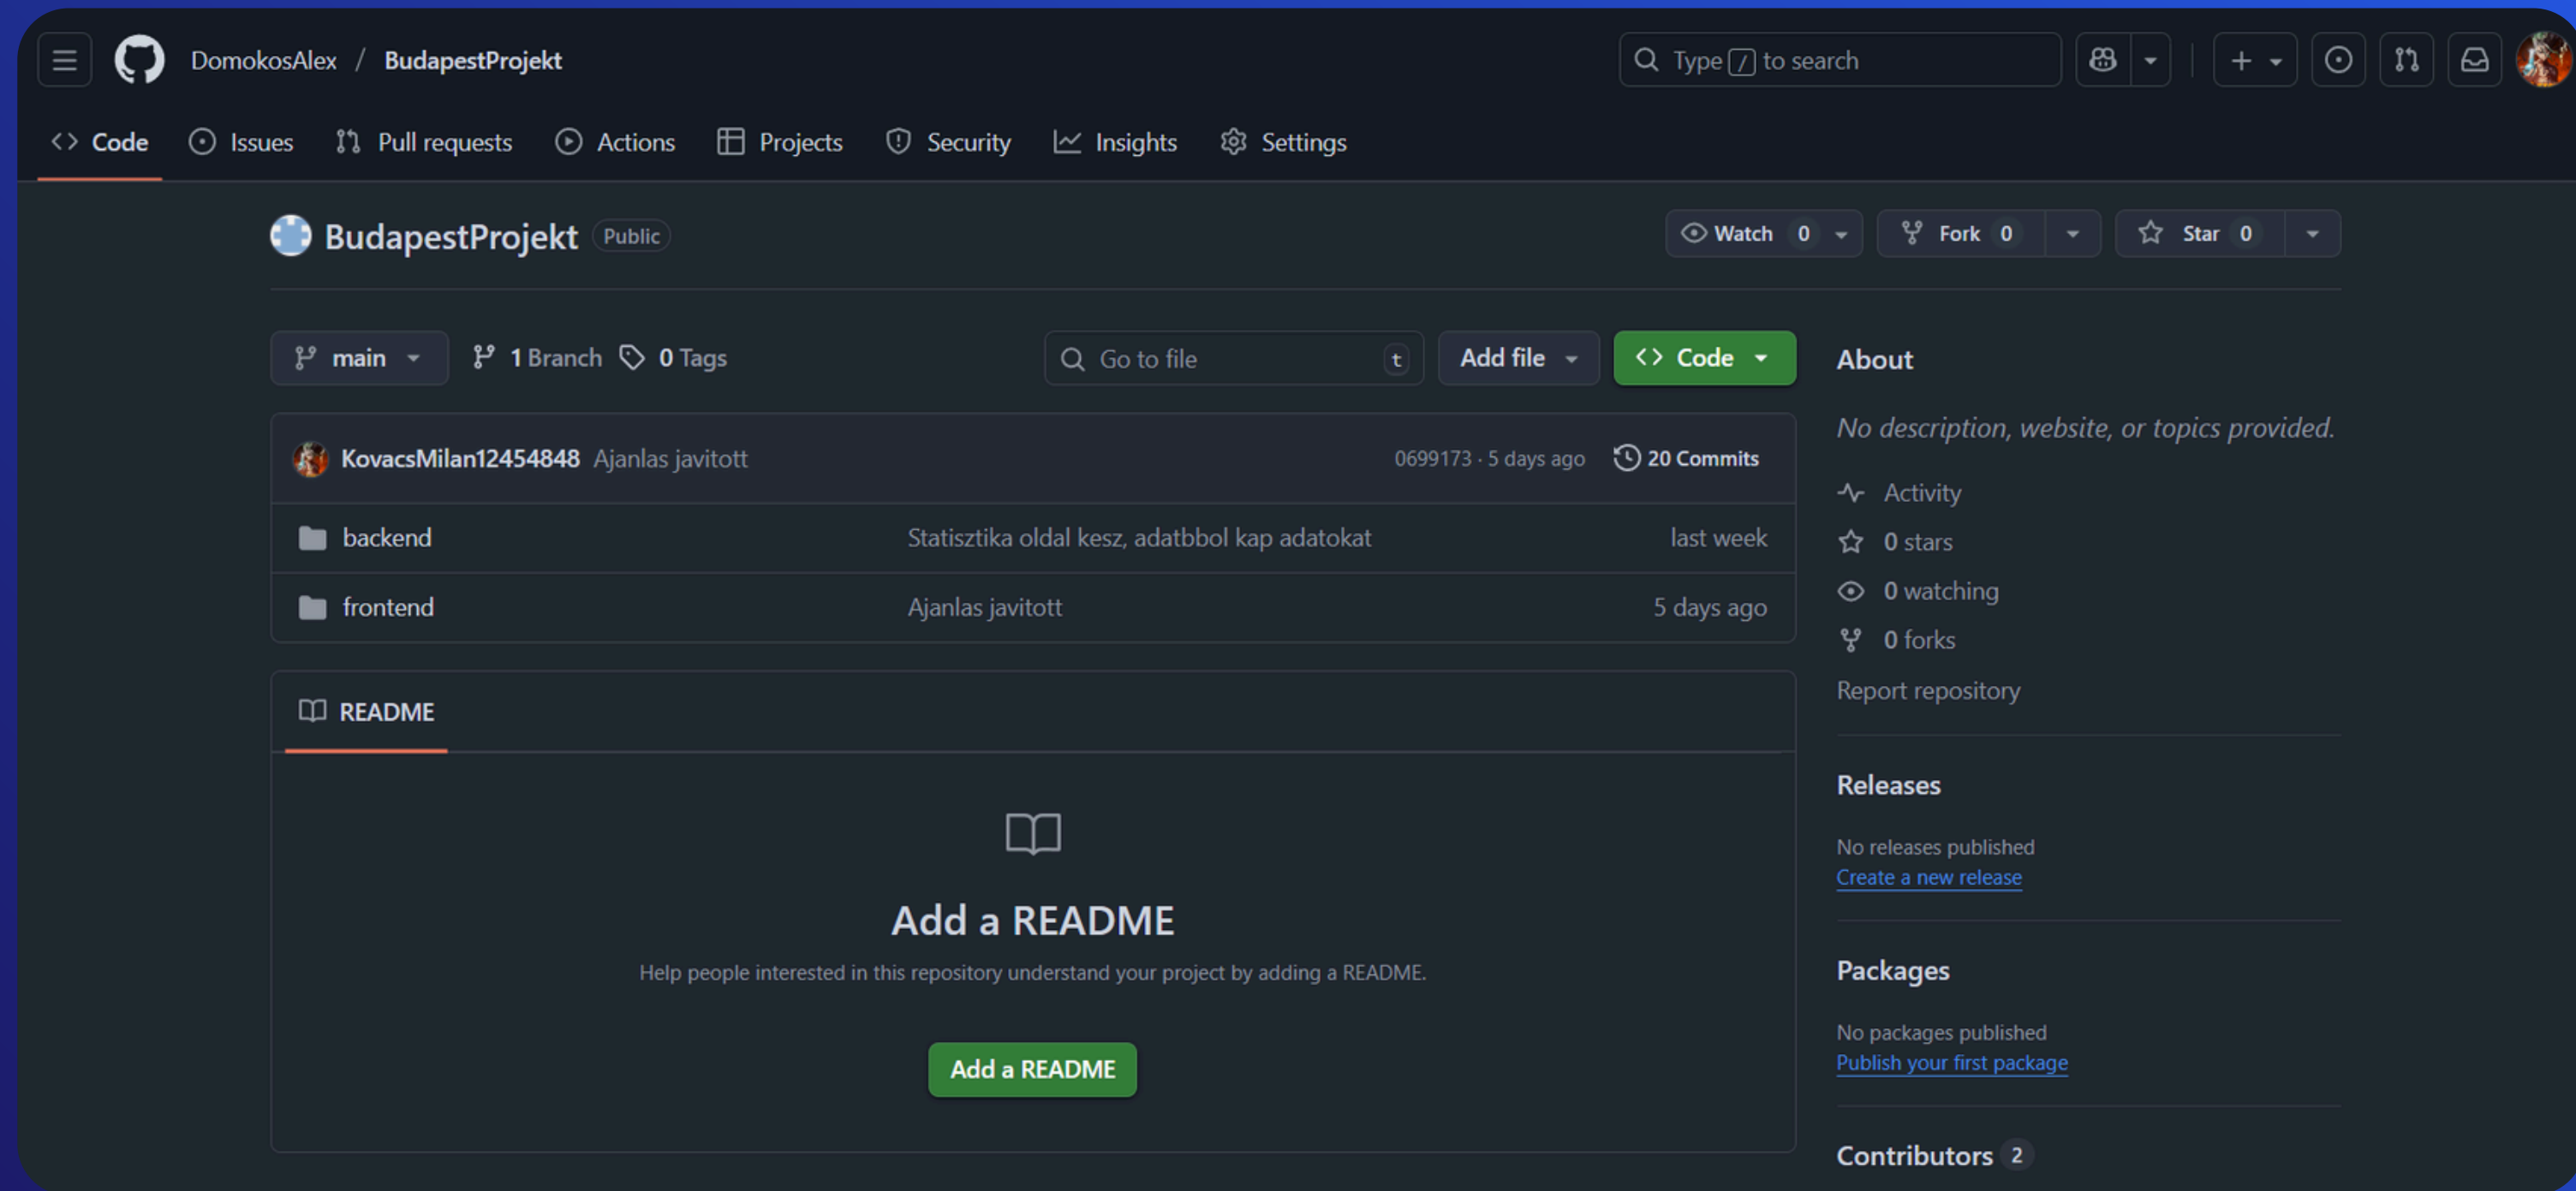 DomokosAlex / BudapestProjekt
Type / to search
Code Issues Pull requests Actions Projects Security Insights Settings
BudapestProjekt Public
Watch 0 Fork 0 Star 0
main 1 Branch 0 Tags
Go to file t Add file Code
KovacsMilan12454848 Ajanlas javitott 0699173 · 5 days ago 20 Commits
backend Statisztika oldal kesz, adatbbol kap adatokat last week
frontend Ajanlas javitott 5 days ago
README
Add a README
Help people interested in this repository understand your project by adding a README.
Add a README
About
No description, website, or topics provided.
Activity
0 stars
0 watching
0 forks
Report repository
Releases
No releases published
Create a new release
Packages
No packages published
Publish your first package
Contributors 2